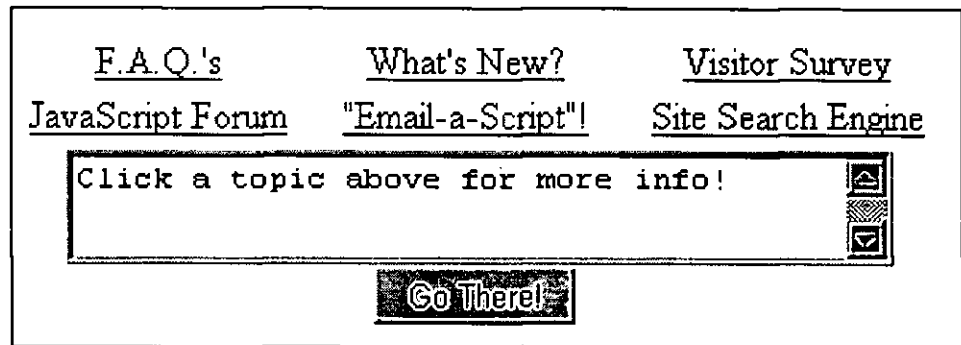 F.A.Q.'s What's New? Visitor Survey
JavaScript Forum "Email-a-Script"! Site Search Engine
Click a topic above for more info!
Go There!